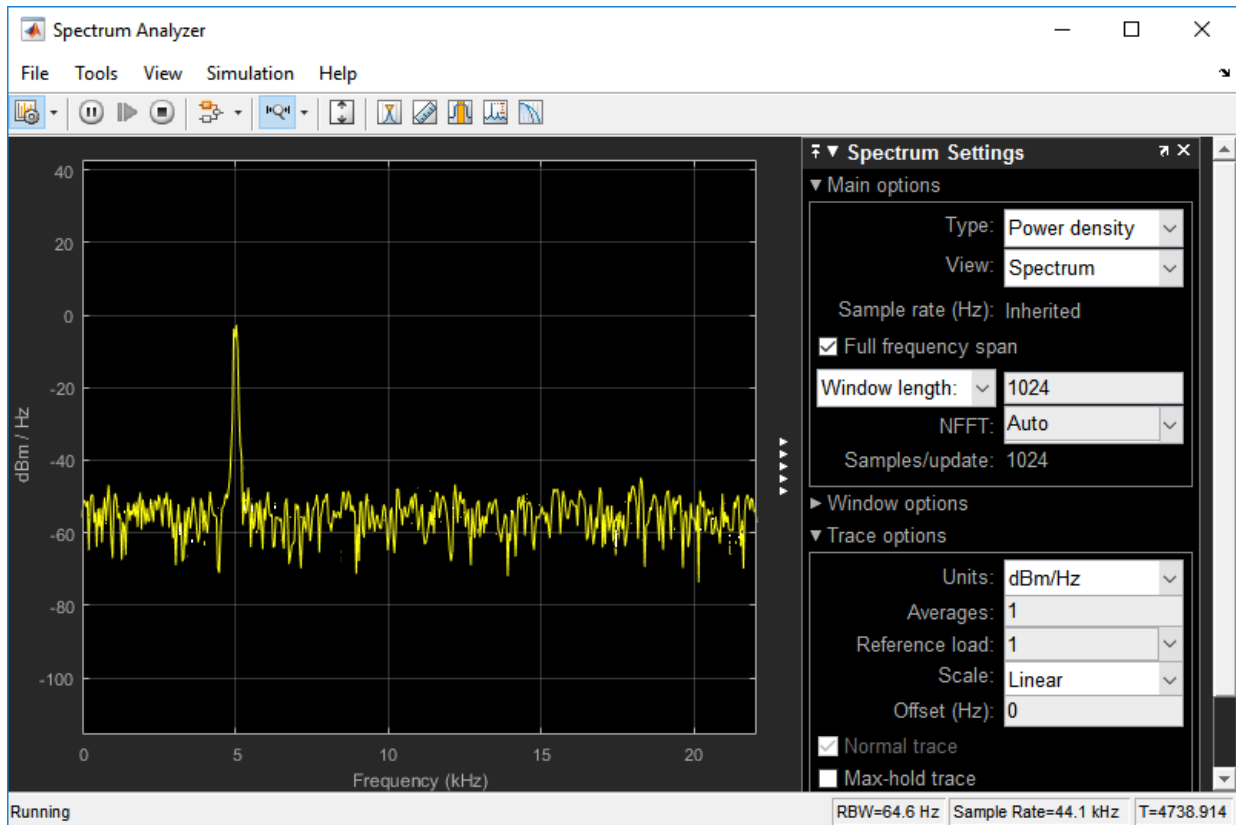 Spectrum Analyzer
File Tools View Simulation Help
40
20
0
-20
-40
-60
-80
-100
dBm / Hz
0 5 10 15 20
Frequency (kHz)
Spectrum Settings
Main options
Type: Power density
View: Spectrum
Sample rate (Hz): Inherited
Full frequency span
Window length: 1024
NFFT: Auto
Samples/update: 1024
Window options
Trace options
Units: dBm/Hz
Averages: 1
Reference load: 1
Scale: Linear
Offset (Hz): 0
Normal trace
Max-hold trace
Running RBW=64.6 Hz Sample Rate=44.1 kHz T=4738.914